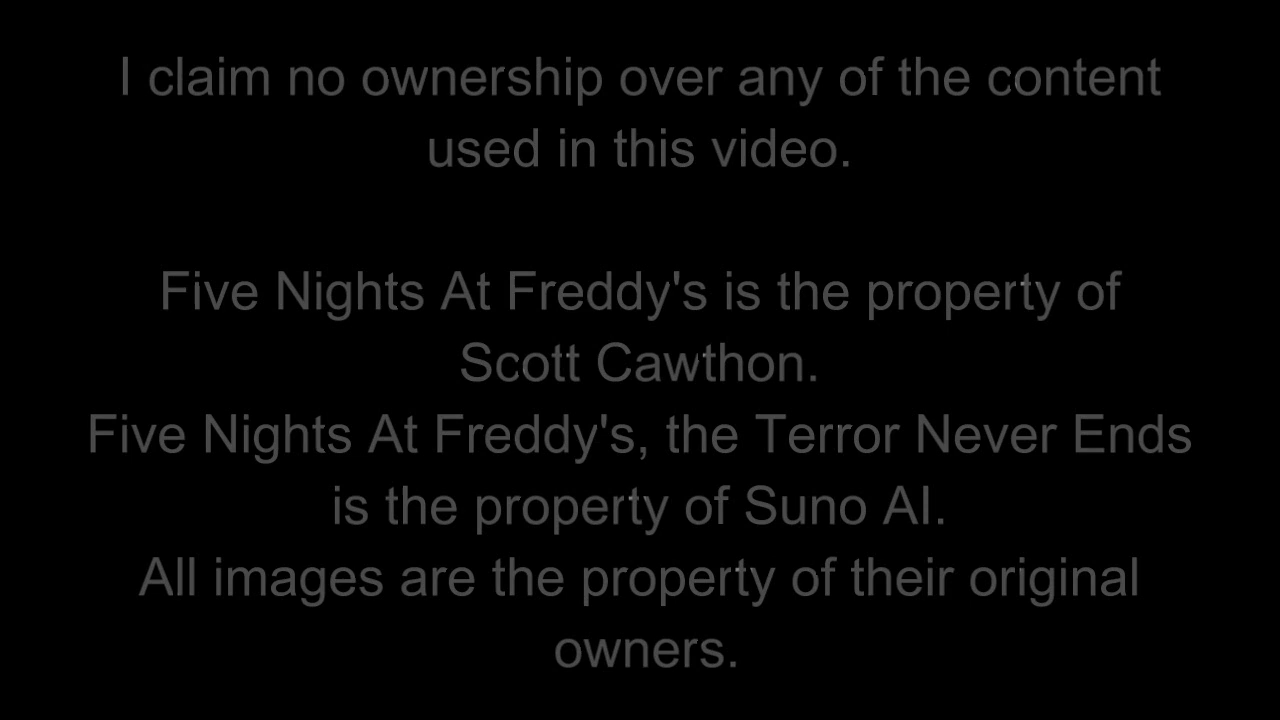 I claim no ownership over any of the content
used in this video.
Five Nights At Freddy's is the property of
Scott Cawthon.
Five Nights At Freddy's, the Terror Never Ends
is the property of Suno AI.
All images are the property of their original
owners.